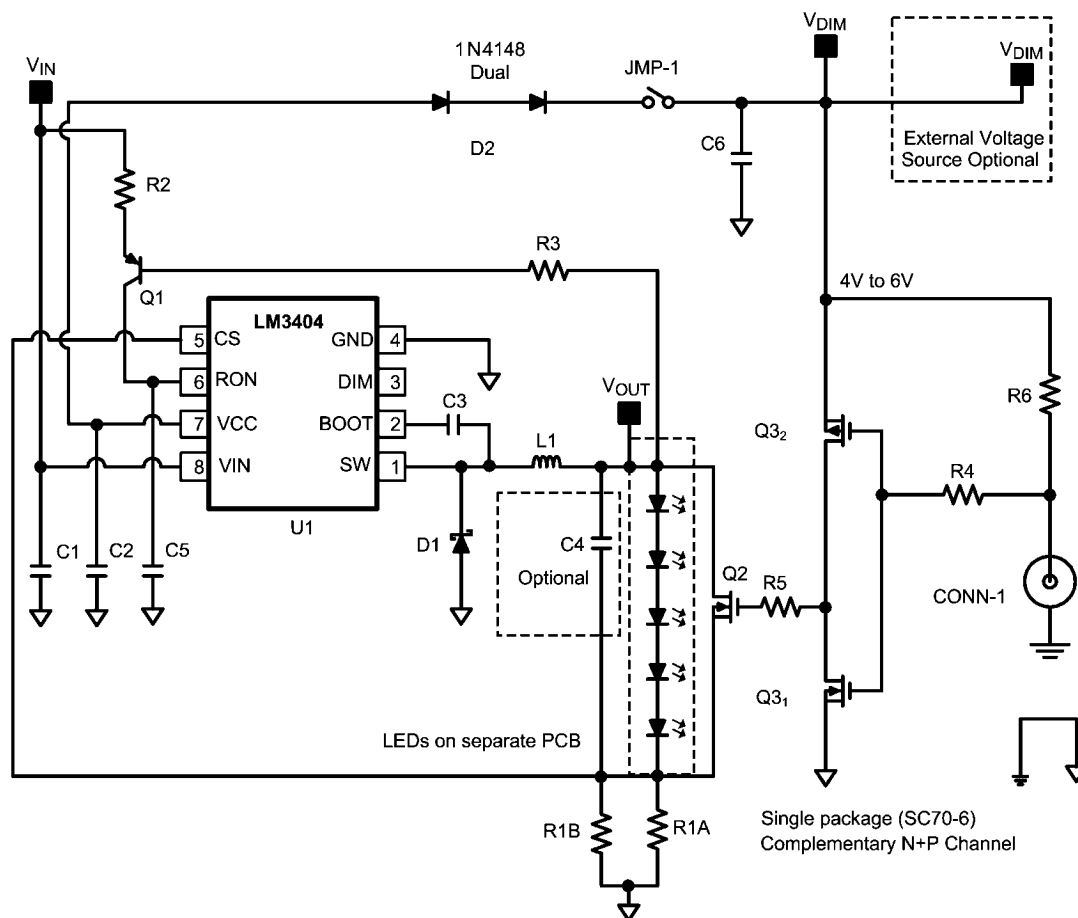 V_DIM
1N4148
Dual
V_IN
JMP-1
V_DIM
D2
C6
External Voltage
Source Optional
R2
R3
Q1
4V to 6V
LM3404
5 CS GND 4
6 RON DIM 3
7 VCC BOOT 2
8 VIN SW 1
U1
C3
V_OUT
L1
R6
Q3₂
R4
C1
C2
C5
D1
C4
Optional
Q2
R5
CONN-1
Q3₁
LEDs on separate PCB
R1B
R1A
Single package (SC70-6)
Complementary N+P Channel